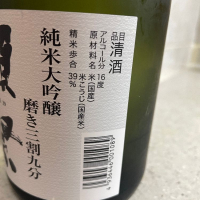 品目 清酒
アルコール分 16度
原材料名 米(国産)
米こうじ(国産米)
精米歩合 39%
純米大吟醸
磨き三割九分